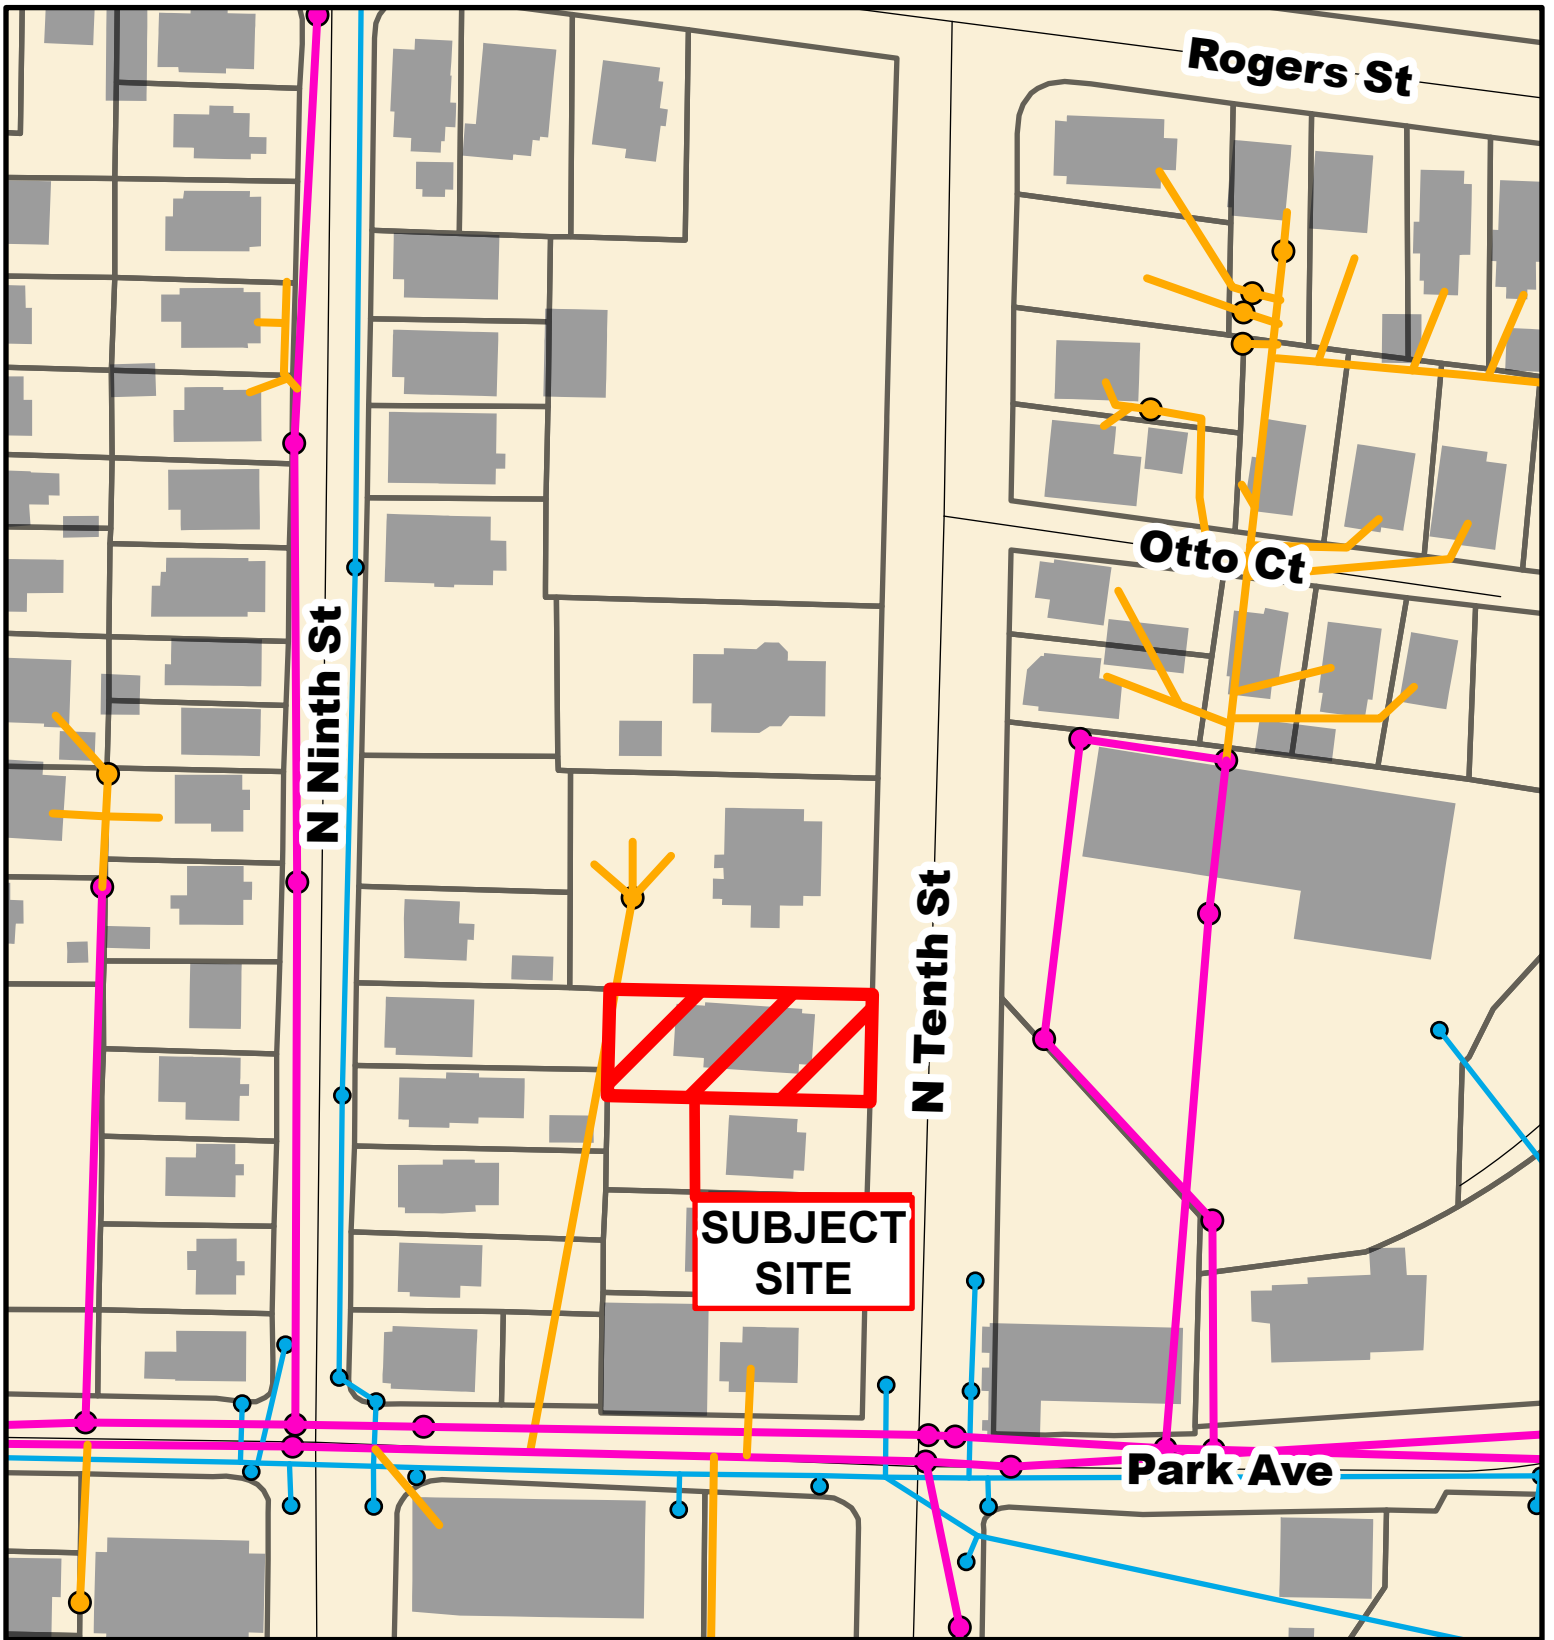 Rogers St
Otto Ct
N Ninth St
N Tenth St
SUBJECT
SITE
Park Ave